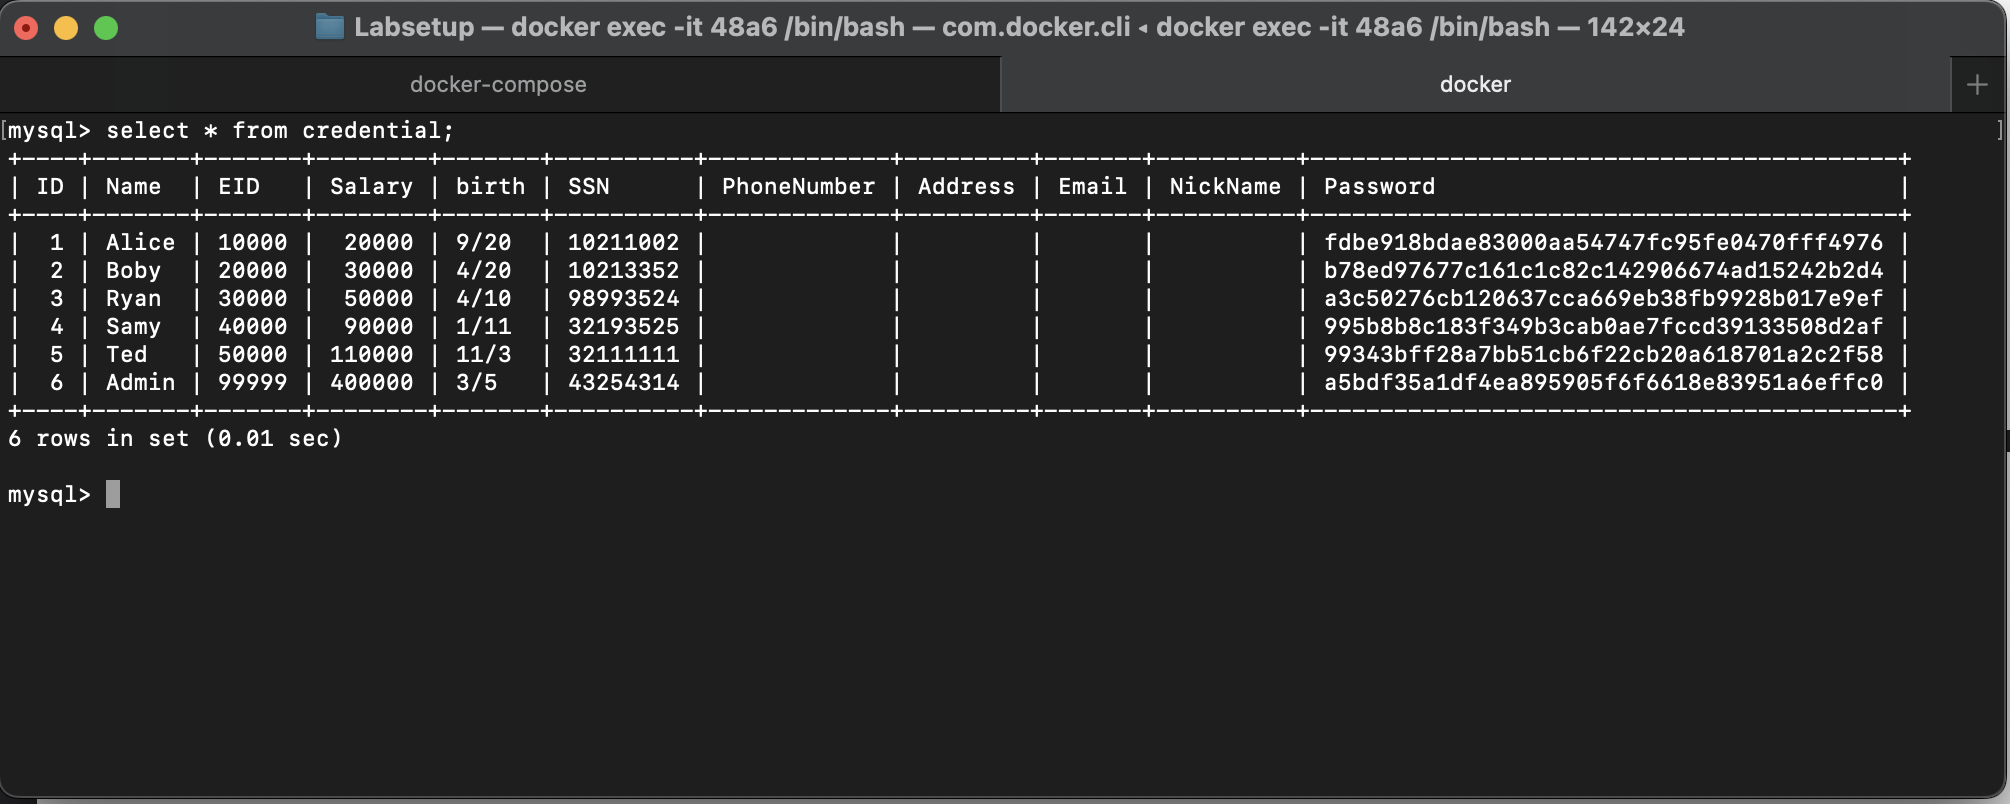 Labsetup — docker exec -it 48a6 /bin/bash — com.docker.cli ◂ docker exec -it 48a6 /bin/bash — 142×24
docker-compose docker +
[mysql> select * from credential; ]
+----+-------+-------+--------+-------+----------+-------------+---------+-------+----------+------------------------------------------+
| ID | Name  | EID   | Salary | birth | SSN      | PhoneNumber | Address | Email | NickName | Password                                 |
+----+-------+-------+--------+-------+----------+-------------+---------+-------+----------+------------------------------------------+
|  1 | Alice | 10000 |  20000 | 9/20  | 10211002 |             |         |       |          | fdbe918bdae83000aa54747fc95fe0470fff4976 |
|  2 | Boby  | 20000 |  30000 | 4/20  | 10213352 |             |         |       |          | b78ed97677c161c1c82c142906674ad15242b2d4 |
|  3 | Ryan  | 30000 |  50000 | 4/10  | 98993524 |             |         |       |          | a3c50276cb120637cca669eb38fb9928b017e9ef |
|  4 | Samy  | 40000 |  90000 | 1/11  | 32193525 |             |         |       |          | 995b8b8c183f349b3cab0ae7fccd39133508d2af |
|  5 | Ted   | 50000 | 110000 | 11/3  | 32111111 |             |         |       |          | 99343bff28a7bb51cb6f22cb20a618701a2c2f58 |
|  6 | Admin | 99999 | 400000 | 3/5   | 43254314 |             |         |       |          | a5bdf35a1df4ea895905f6f6618e83951a6effc0 |
+----+-------+-------+--------+-------+----------+-------------+---------+-------+----------+------------------------------------------+
6 rows in set (0.01 sec)
mysql>